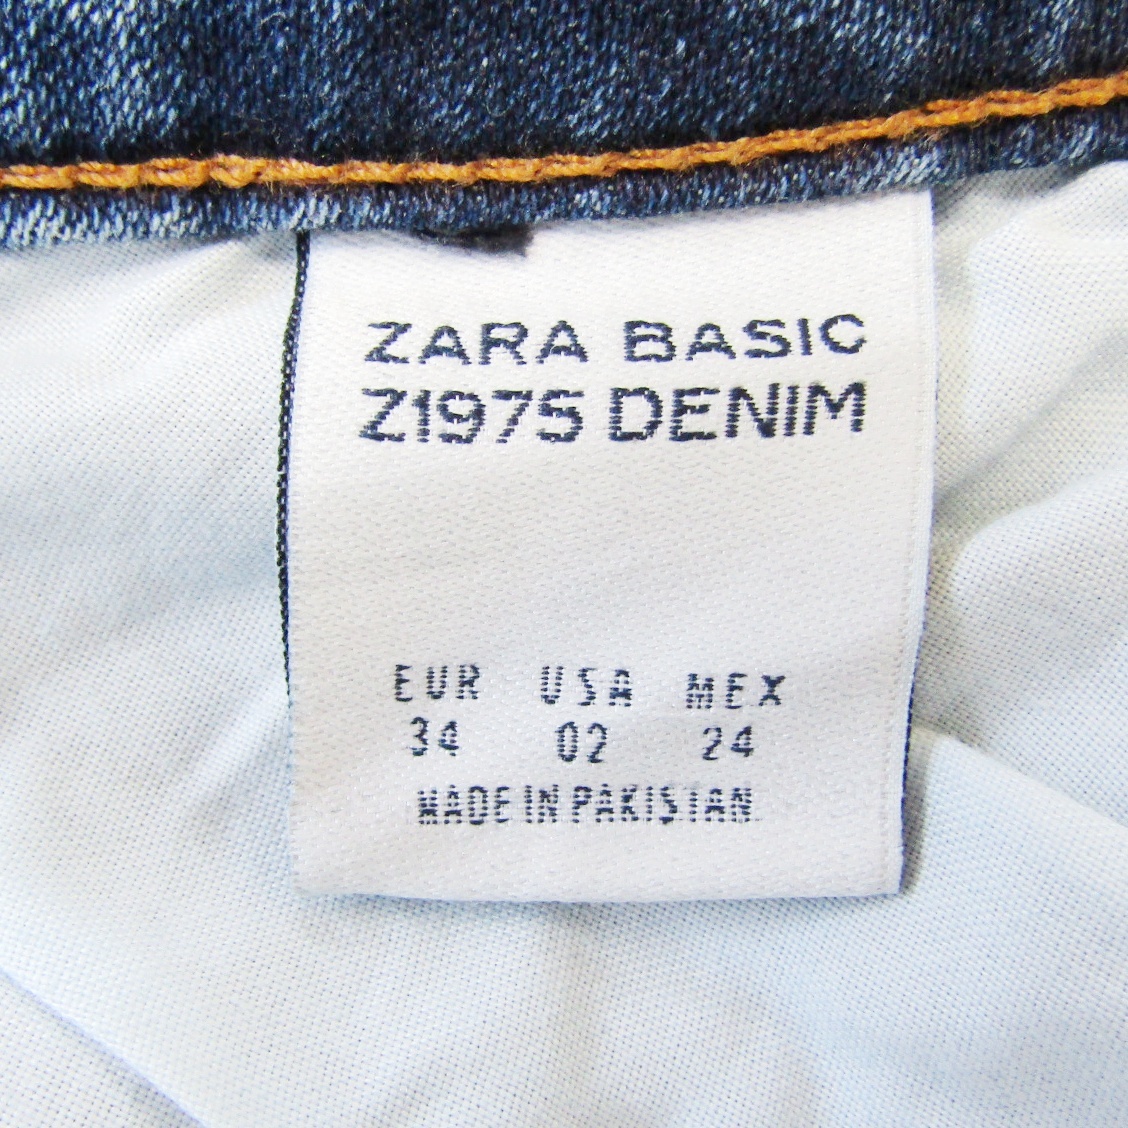 ZARA BASIC
Z1975 DENIM
EUR USA MEX
34 02 24
MADE IN PAKISTAN